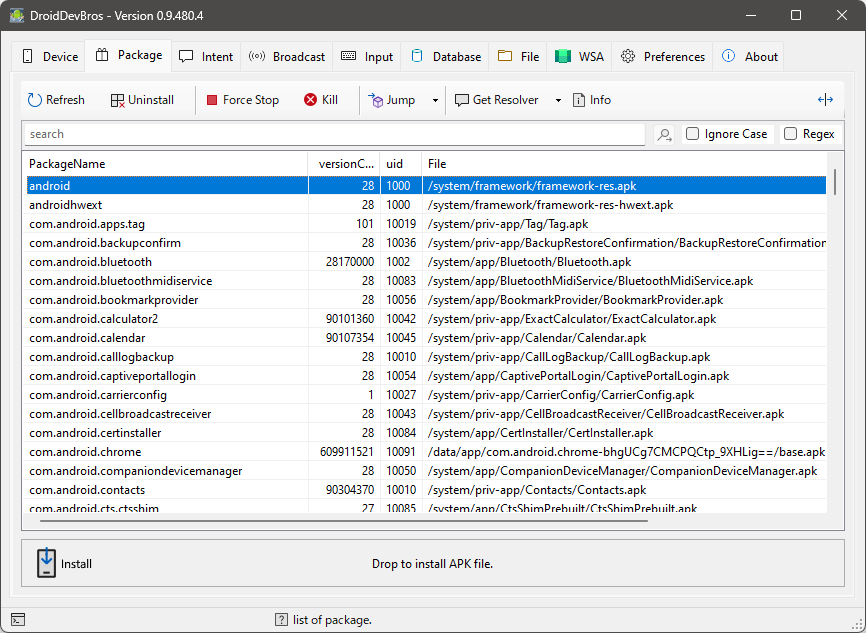 DroidDevBros - Version 0.9.480.4
Device Package Intent Broadcast Input Database File WSA Preferences About
Refresh Uninstall Force Stop Kill Jump Get Resolver Info
search Ignore Case Regex
PackageName versionC... uid File
android 28 1000 /system/framework/framework-res.apk
androidhwext 28 1000 /system/framework/framework-res-hwext.apk
com.android.apps.tag 101 10019 /system/priv-app/Tag/Tag.apk
com.android.backupconfirm 28 10036 /system/priv-app/BackupRestoreConfirmation/BackupRestoreConfirmation
com.android.bluetooth 28170000 1002 /system/app/Bluetooth/Bluetooth.apk
com.android.bluetoothmidiservice 28 10083 /system/app/BluetoothMidiService/BluetoothMidiService.apk
com.android.bookmarkprovider 28 10056 /system/app/BookmarkProvider/BookmarkProvider.apk
com.android.calculator2 90101360 10042 /system/priv-app/ExactCalculator/ExactCalculator.apk
com.android.calendar 90107354 10045 /system/priv-app/Calendar/Calendar.apk
com.android.calllogbackup 28 10010 /system/priv-app/CallLogBackup/CallLogBackup.apk
com.android.captiveportallogin 28 10054 /system/app/CaptivePortalLogin/CaptivePortalLogin.apk
com.android.carrierconfig 1 10027 /system/priv-app/CarrierConfig/CarrierConfig.apk
com.android.cellbroadcastreceiver 28 10043 /system/app/CellBroadcastReceiver/CellBroadcastReceiver.apk
com.android.certinstaller 28 10084 /system/app/CertInstaller/CertInstaller.apk
com.android.chrome 609911521 10091 /data/app/com.android.chrome-bhgUCg7CMCPQCtp_9XHLig==/base.apk
com.android.companiondevicemanager 28 10050 /system/app/CompanionDeviceManager/CompanionDeviceManager.apk
com.android.contacts 90304370 10010 /system/priv-app/Contacts/Contacts.apk
com.android.cts.ctsshim 27 10085 /system/app/CtsShimPrebuilt/CtsShimPrebuilt.apk
Install Drop to install APK file.
? list of package.